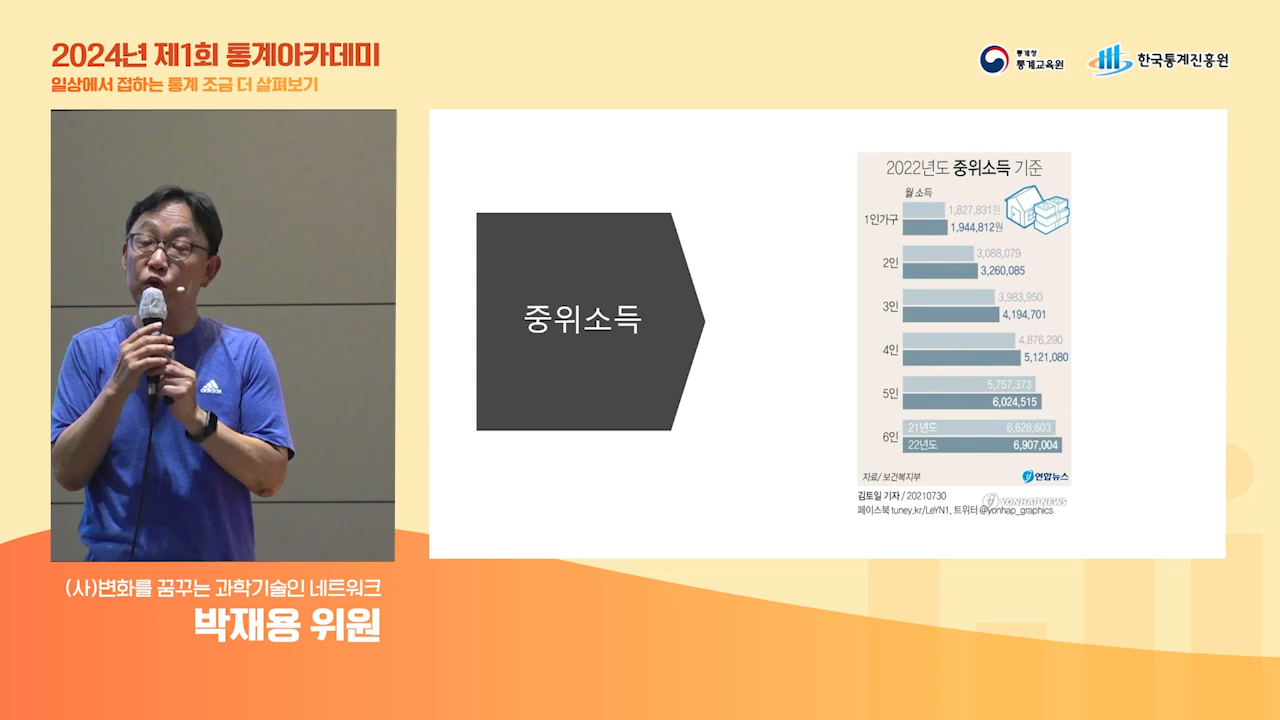 2024년 제1회 통계아카데미
일상에서 접하는 통계 조금 더 살펴보기
통계청
통계교육원
한국통계진흥원
adidas
(사)변화를 꿈꾸는 과학기술인 네트워크
박재용 위원
중위소득
2022년도 중위소득 기준
월 소득
1인가구
1,827,831원
1,944,812원
2인
3,088,079
3,260,085
3인
3,983,950
4,194,701
4인
4,876,290
5,121,080
5인
5,757,373
6,024,515
6인
21년도 6,628,603
22년도 6,907,004
자료/ 보건복지부
연합뉴스
김토일 기자 / 20210730
YONHAPNEWS
페이스북 tuney.kr/LeYN1, 트위터 @yonhap_graphics